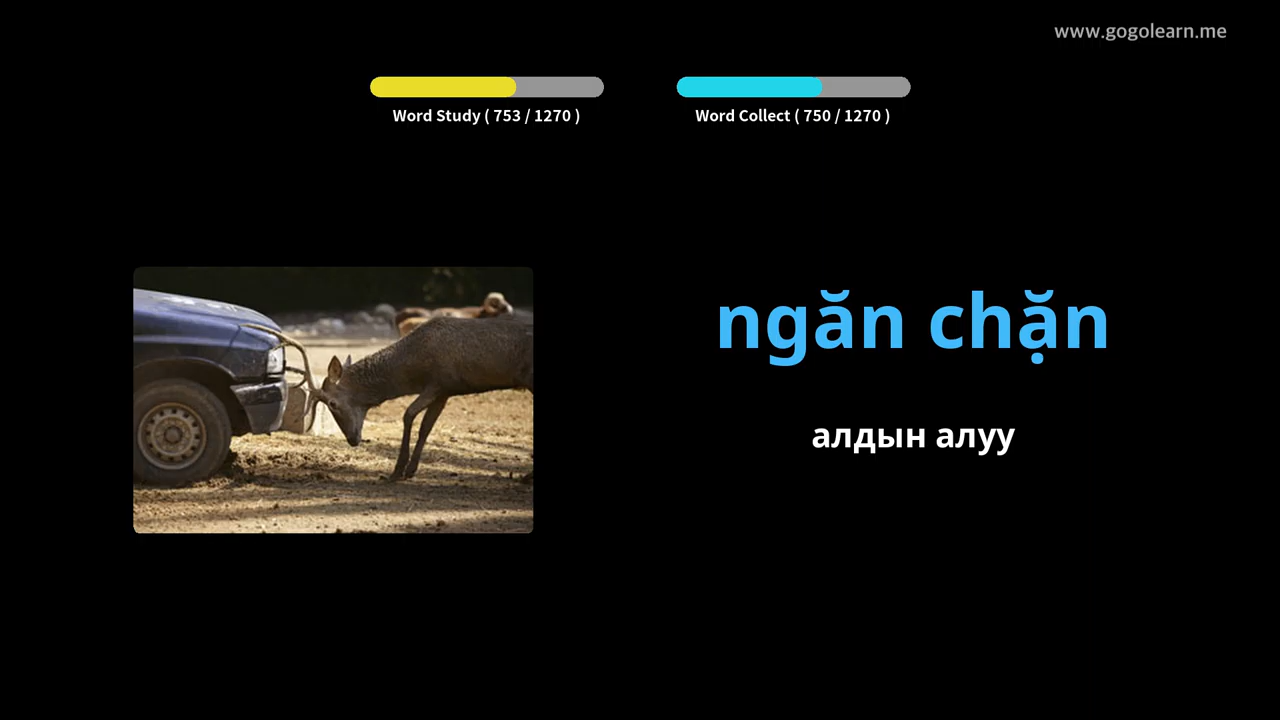 www.gogolearn.me
Word Study ( 753 / 1270 )
Word Collect ( 750 / 1270 )
ngăn chặn
алдын алуу